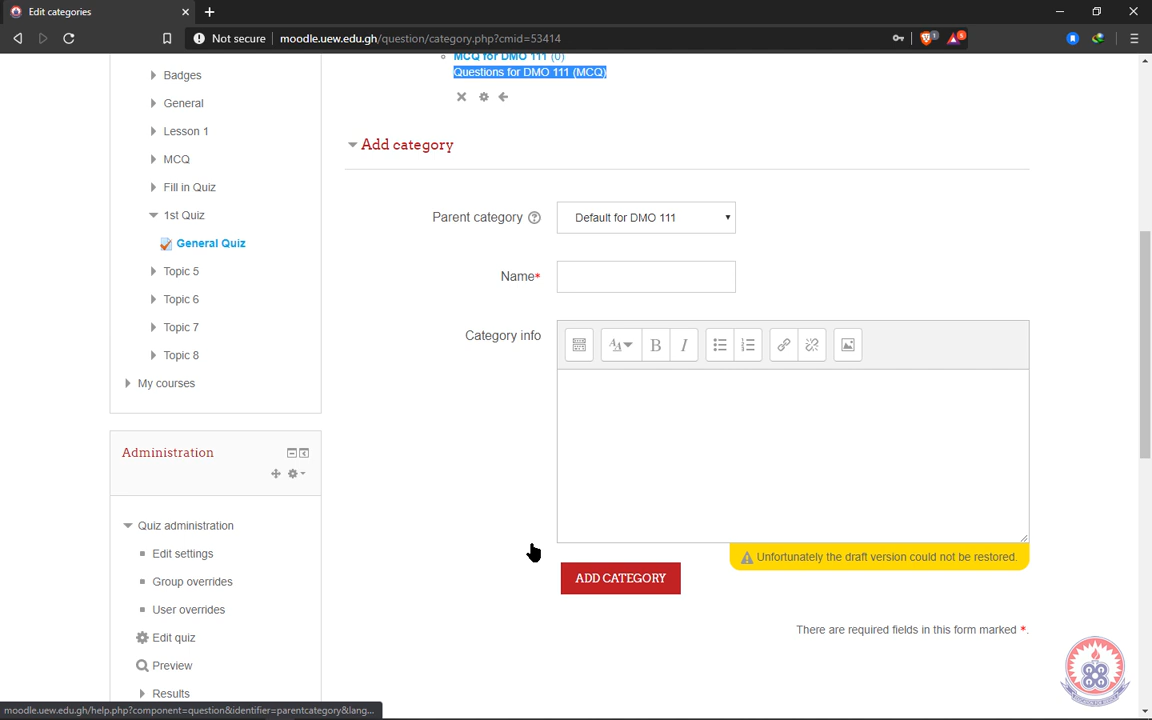 Edit categories
Not secure
moodle.uew.edu.gh/question/category.php?cmid=53414
MCQ for DMO 111 (0)
Questions for DMO 111 (MCQ)
Badges
General
Lesson 1
MCQ
Fill in Quiz
1st Quiz
General Quiz
Topic 5
Topic 6
Topic 7
Topic 8
My courses
Add category
Parent category
Default for DMO 111
Name*
Category info
B I
Unfortunately the draft version could not be restored.
ADD CATEGORY
There are required fields in this form marked *.
Administration
Quiz administration
Edit settings
Group overrides
User overrides
Edit quiz
Preview
Results
moodle.uew.edu.gh/help.php?component=question&identifier=parentcategory&lang...